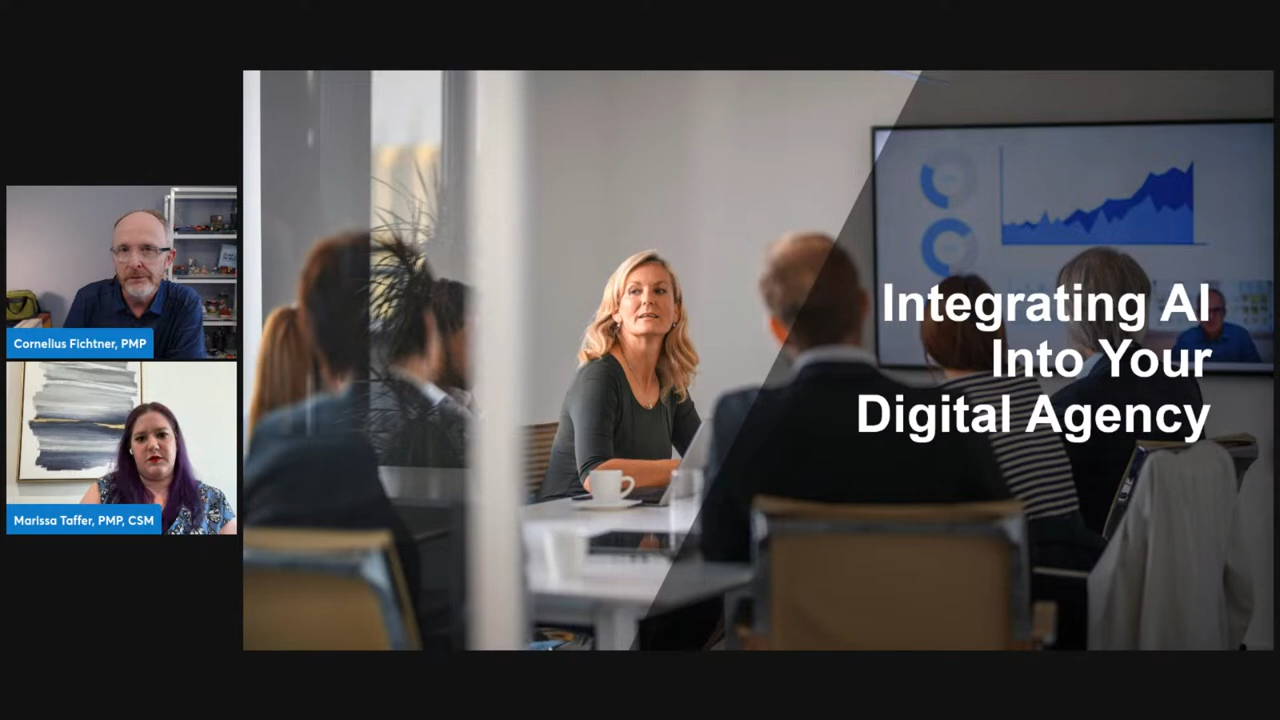 Cornelius Fichtner, PMP
Marissa Taffer, PMP, CSM
Integrating AI
Into Your
Digital Agency